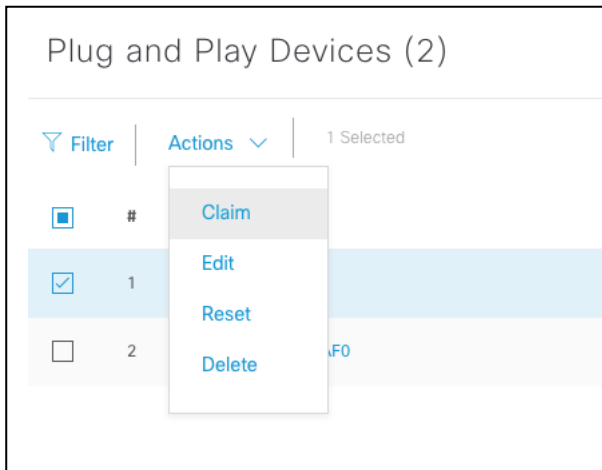 Plug and Play Devices (2)
Filter Actions 1 Selected
#
Claim
Edit
1
Reset
2
Delete
AF0